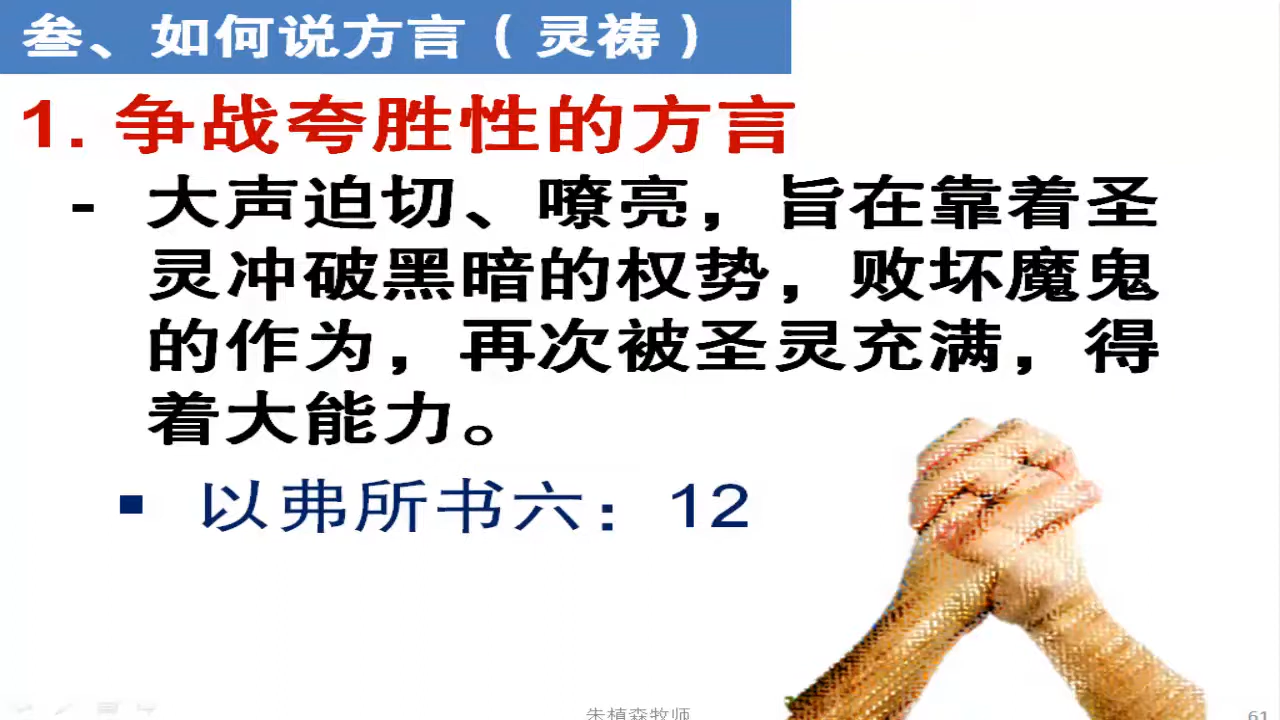 叁、如何说方言（灵祷）
1. 争战夸胜性的方言
- 大声迫切、嘹亮，旨在靠着圣
灵冲破黑暗的权势，败坏魔鬼
的作为，再次被圣灵充满，得
着大能力。
▪ 以弗所书六：12
朱植森牧师
61